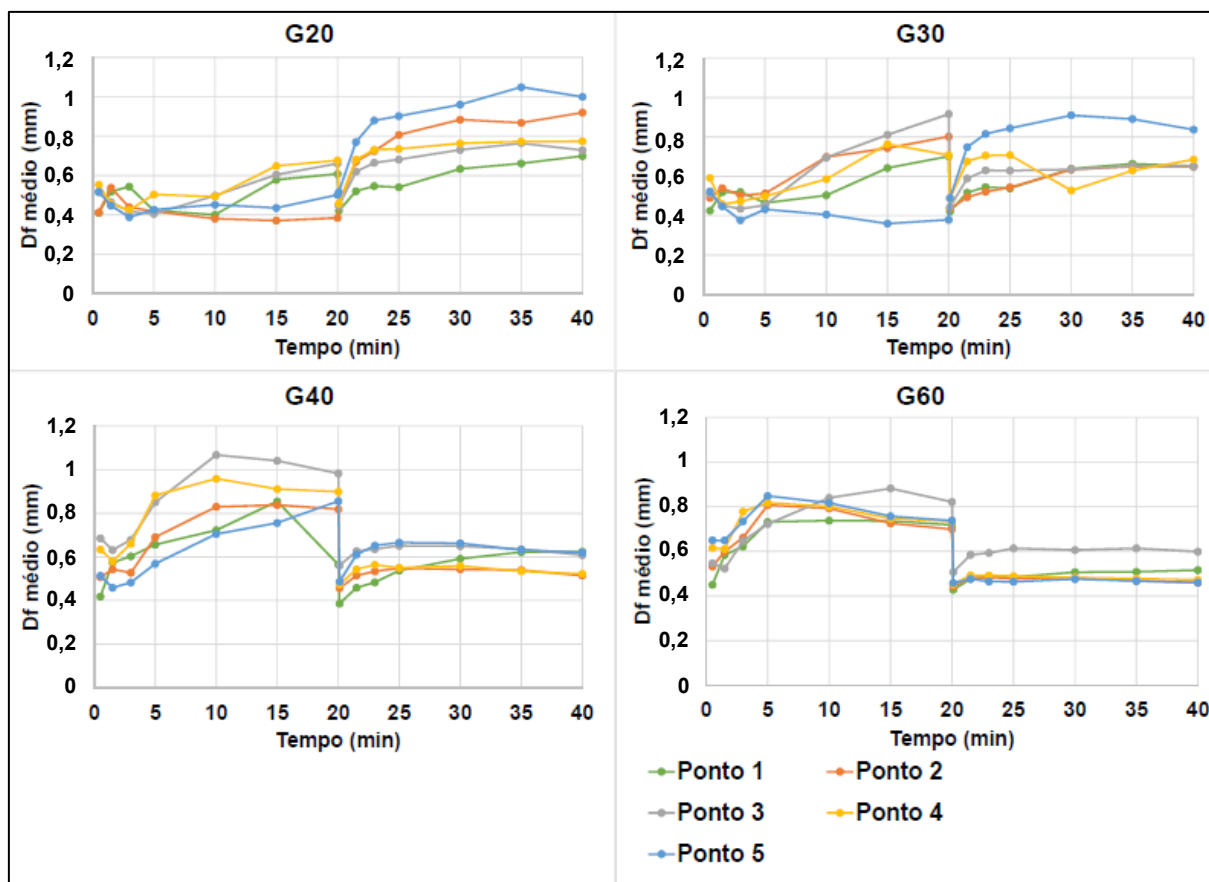 G20
1,2
1
0,8
0,6
0,4
0,2
0
Df médio (mm)
0 5 10 15 20 25 30 35 40
Tempo (min)
G30
1,2
1
0,8
0,6
0,4
0,2
0
Df médio (mm)
0 5 10 15 20 25 30 35 40
Tempo (min)
G40
1,2
1
0,8
0,6
0,4
0,2
0
Df médio (mm)
0 5 10 15 20 25 30 35 40
Tempo (min)
G60
1,2
1
0,8
0,6
0,4
0,2
0
Df médio (mm)
0 5 10 15 20 25 30 35 40
Tempo (min)
Ponto 1 Ponto 2
Ponto 3 Ponto 4
Ponto 5